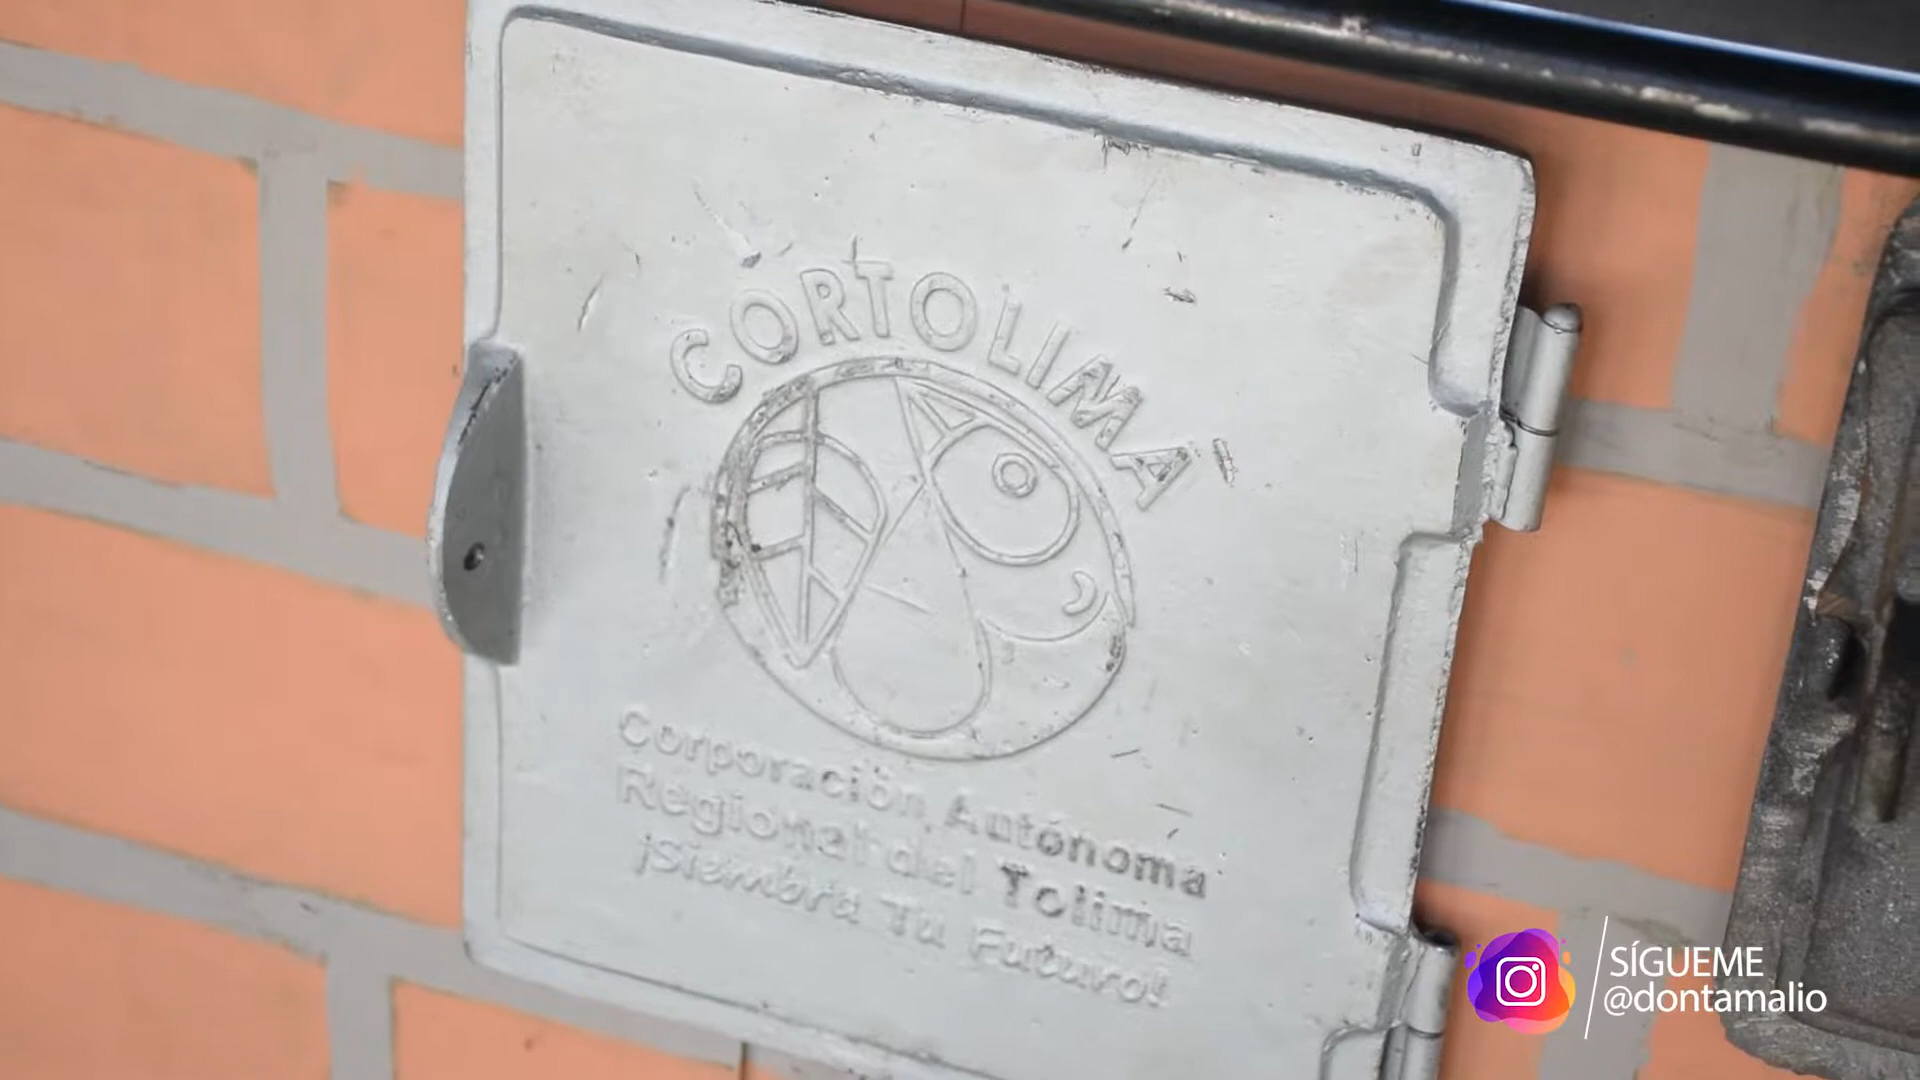 CORTOLIMA
Corporación Autónoma
Regional del Tolima
¡Siembra Tu Futuro!
SÍGUEME
@dontamalio